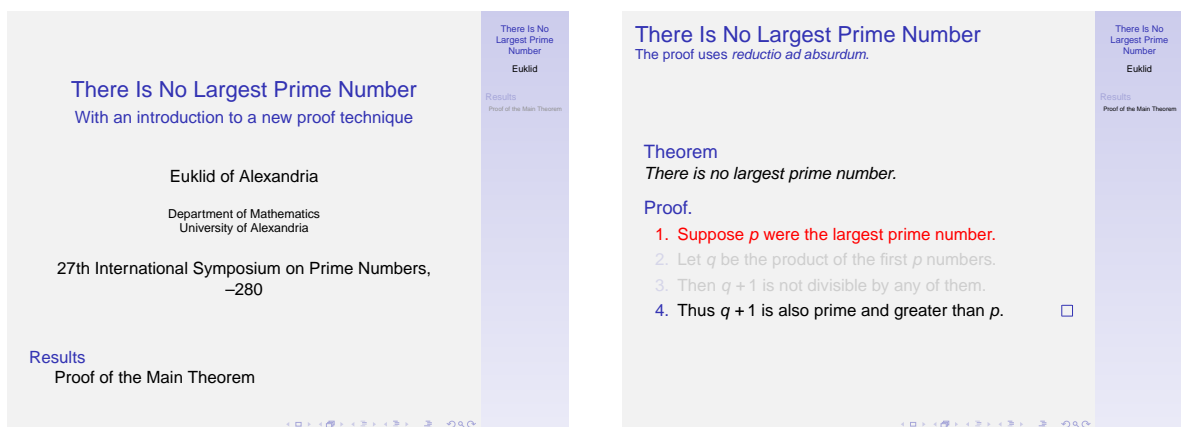 There Is No Largest Prime Number
With an introduction to a new proof technique
Euklid of Alexandria
Department of Mathematics
University of Alexandria
27th International Symposium on Prime Numbers,
–280
Results
Proof of the Main Theorem
There Is No
Largest Prime
Number
Euklid
Results
Proof of the Main Theorem
There Is No Largest Prime Number
The proof uses reductio ad absurdum.
Theorem
There is no largest prime number.
Proof.
1. Suppose p were the largest prime number.
2. Let q be the product of the first p numbers.
3. Then q + 1 is not divisible by any of them.
4. Thus q + 1 is also prime and greater than p. □
There Is No
Largest Prime
Number
Euklid
Results
Proof of the Main Theorem